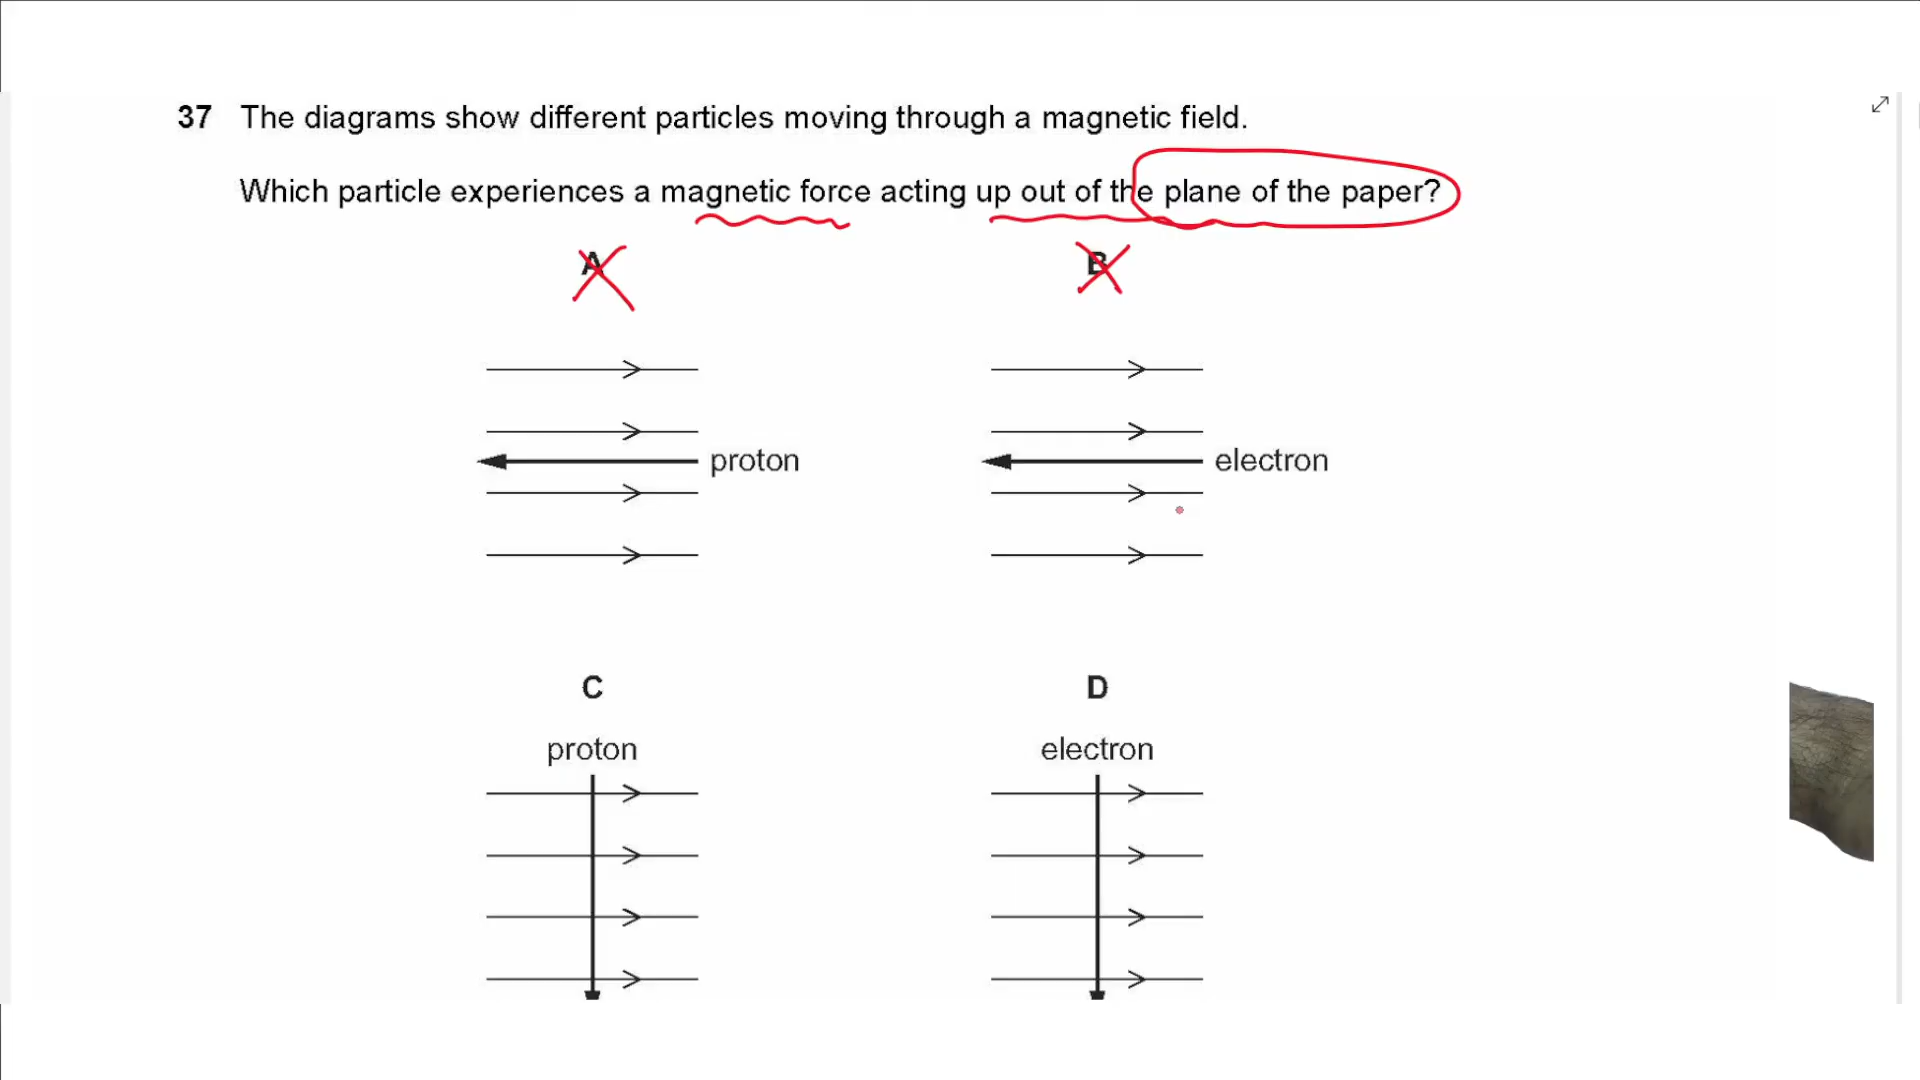 37 The diagrams show different particles moving through a magnetic field.
Which particle experiences a magnetic force acting up out of the plane of the paper?
A B
proton electron
C D
proton electron